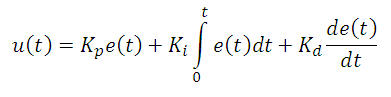 u(t) = K_p e(t) + K_i ∫_0^t e(t)dt + K_d de(t)/dt